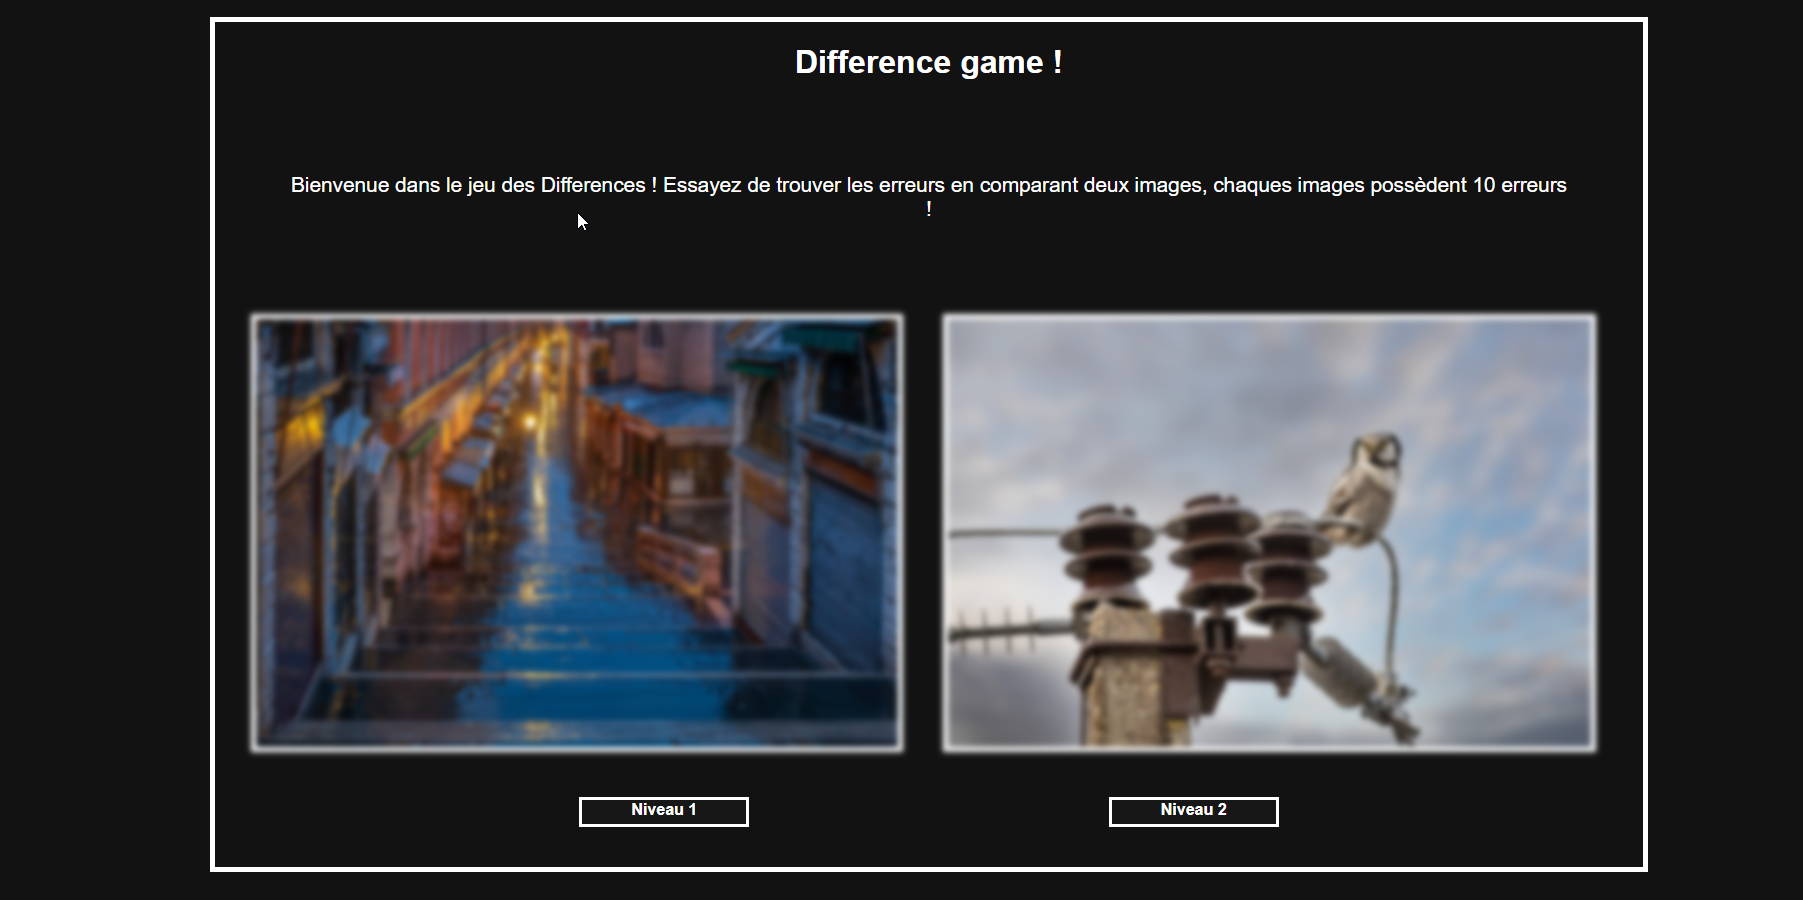 Difference game !
Bienvenue dans le jeu des Differences ! Essayez de trouver les erreurs en comparant deux images, chaques images possèdent 10 erreurs
!
Niveau 1
Niveau 2